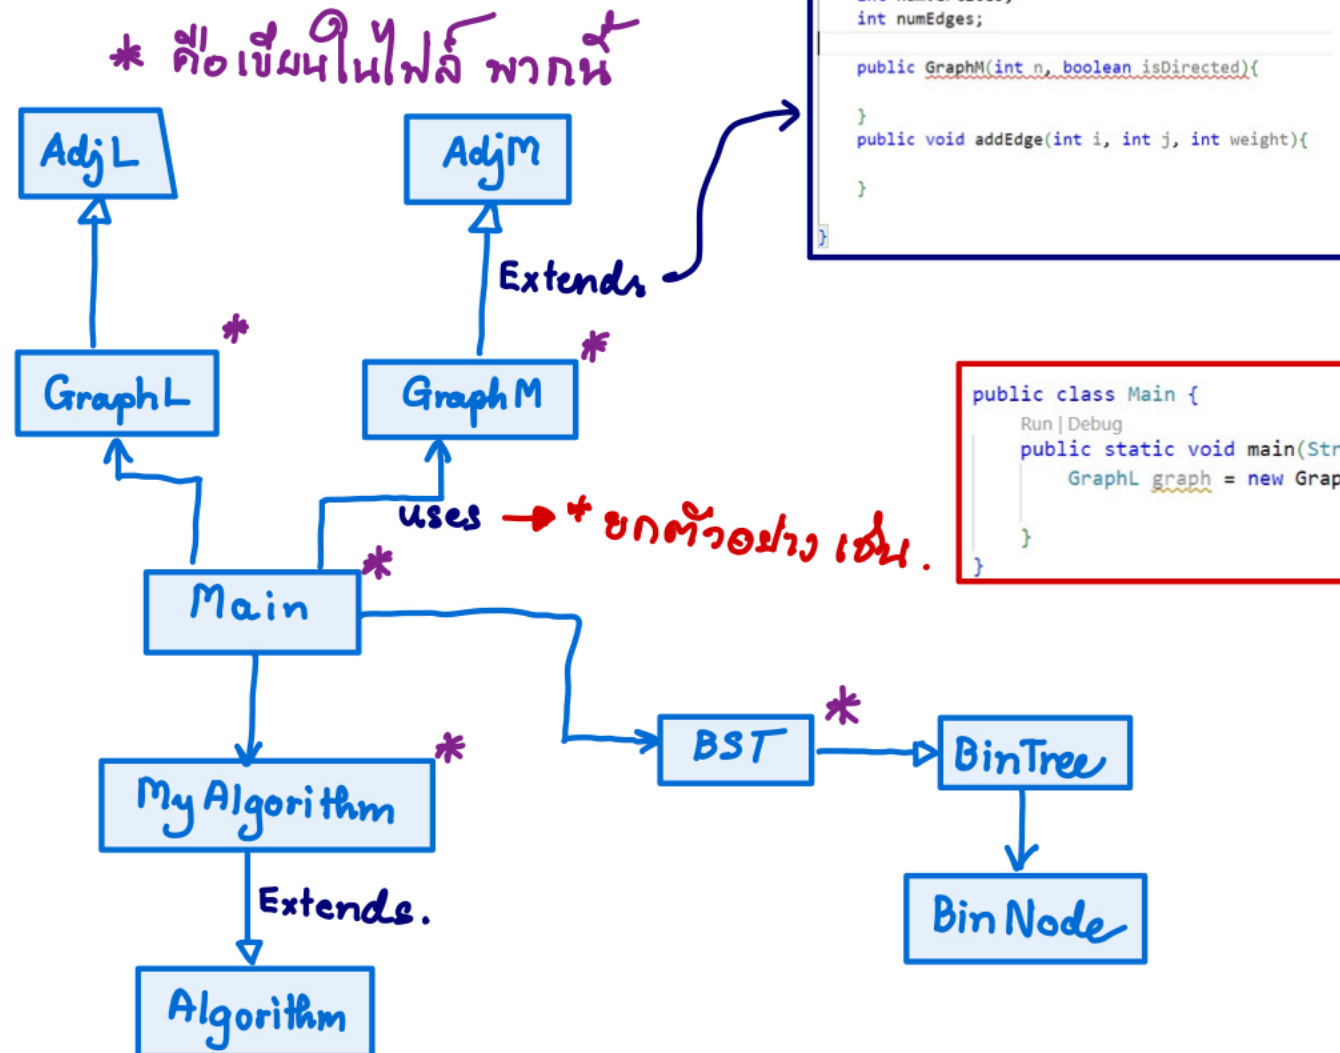 int numEdges;
* คือเขียนในไฟล์ พวกนี้
public GraphM(int n, boolean isDirected){
}
public void addEdge(int i, int j, int weight){
}
}
AdjL
AdjM
Extends
*
*
GraphL
GraphM
public class Main {
Run | Debug
public static void main(Str
GraphL graph = new Grap
}
}
uses
* ยกตัวอย่าง เช่น.
*
Main
*
BST
BinTree
*
MyAlgorithm
Extends.
BinNode
Algorithm